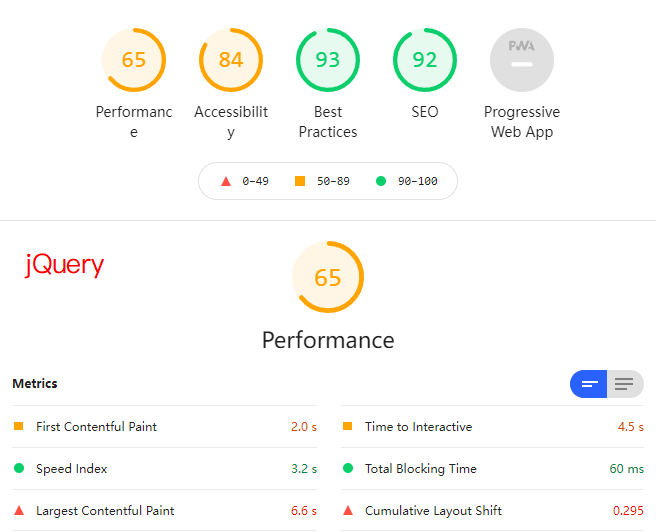 65 84 93 92 PWA
Performanc Accessibilit Best SEO Progressive
e y Practices Web App
0–49 50–89 90–100
jQuery
65
Performance
Metrics
First Contentful Paint 2.0 s Time to Interactive 4.5 s
Speed Index 3.2 s Total Blocking Time 60 ms
Largest Contentful Paint 6.6 s Cumulative Layout Shift 0.295